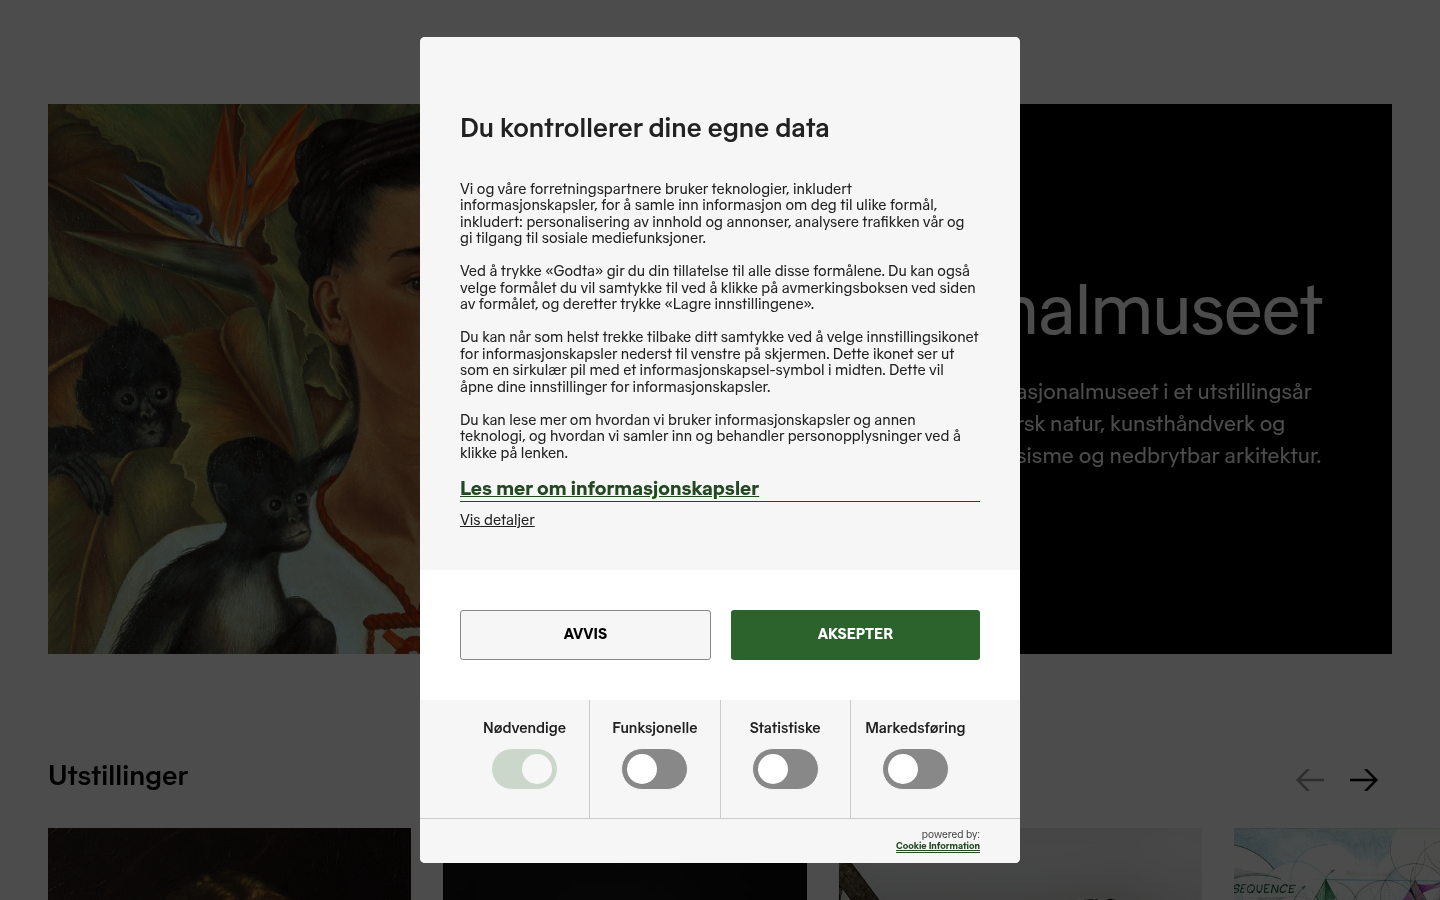 Du kontrollerer dine egne data
Vi og våre forretningspartnere bruker teknologier, inkludert
informasjonskapsler, for å samle inn informasjon om deg til ulike formål,
inkludert: personalisering av innhold og annonser, analysere trafikken vår og
gi tilgang til sosiale mediefunksjoner.
Ved å trykke «Godta» gir du din tillatelse til alle disse formålene. Du kan også
velge formålet du vil samtykke til ved å klikke på avmerkingsboksen ved siden
av formålet, og deretter trykke «Lagre innstillingene».
Du kan når som helst trekke tilbake ditt samtykke ved å velge innstillingsikonet
for informasjonskapsler nederst til venstre på skjermen. Dette ikonet ser ut
som en sirkulær pil med et informasjonskapsel-symbol i midten. Dette vil
åpne dine innstillinger for informasjonskapsler.
Du kan lese mer om hvordan vi bruker informasjonskapsler og annen
teknologi, og hvordan vi samler inn og behandler personopplysninger ved å
klikke på lenken.
Les mer om informasjonskapsler
Vis detaljer
AVVIS
AKSEPTER
Nødvendige
Funksjonelle
Statistiske
Markedsføring
powered by:
Cookie Information
nalmuseet
asjonalmuseet i et utstillingsår
rsk natur, kunsthåndverk og
sisme og nedbrytbar arkitektur.
Utstillinger
SEQUENCE